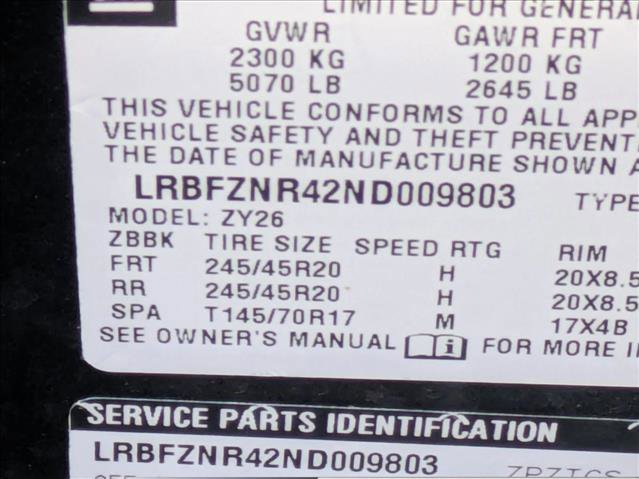 LIMITED FOR GENERA
GVWR GAWR FRT
2300 KG 1200 KG
5070 LB 2645 LB
THIS VEHICLE CONFORMS TO ALL APP
VEHICLE SAFETY AND THEFT PREVENT
THE DATE OF MANUFACTURE SHOWN A
LRBFZNR42ND009803 TYPE
MODEL: ZY26
ZBBK TIRE SIZE SPEED RTG RIM
FRT 245/45R20 H 20X8.5
RR 245/45R20 H 20X8.5
SPA T145/70R17 M 17X4B
SEE OWNER'S MANUAL i FOR MORE I
SERVICE PARTS IDENTIFICATION
LRBFZNR42ND009803